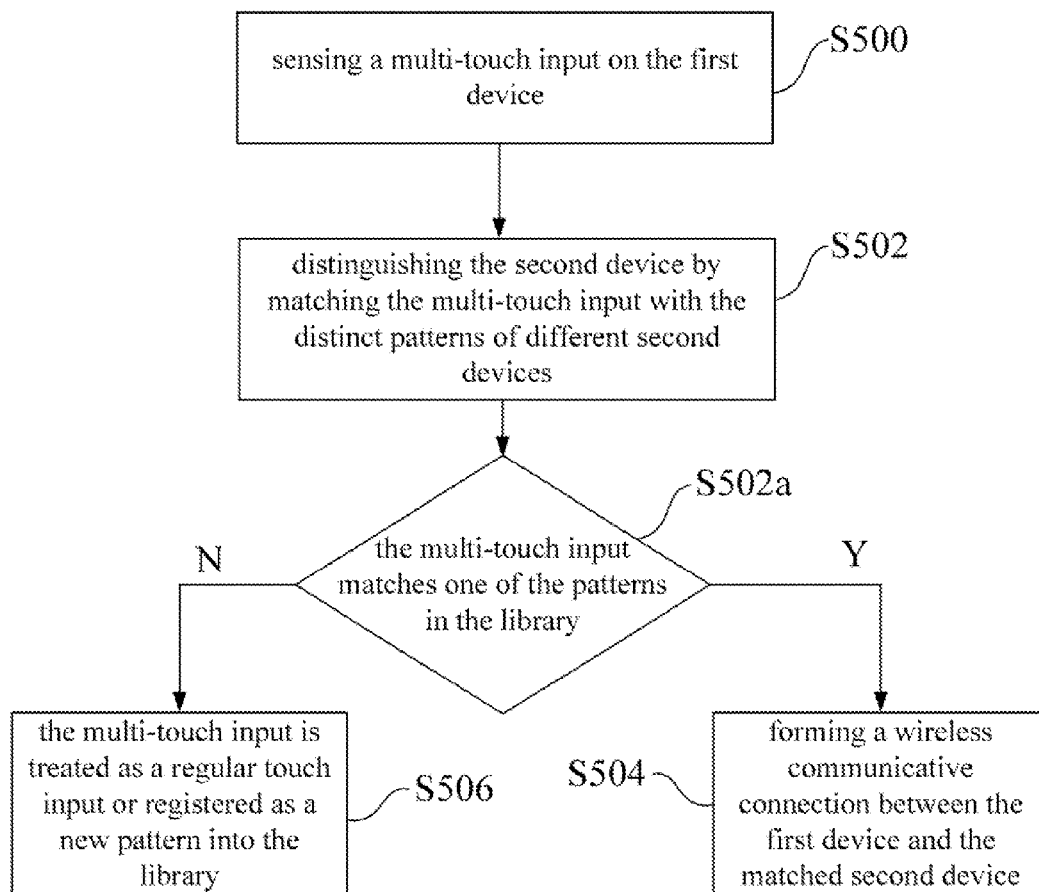 sensing a multi-touch input on the first
device
S500
distinguishing the second device by
matching the multi-touch input with the
distinct patterns of different second
devices
S502
the multi-touch input
matches one of the patterns
in the library
S502a
N
Y
the multi-touch input is
treated as a regular touch
input or registered as a
new pattern into the
library
S506
S504
forming a wireless
communicative
connection between the
first device and the
matched second device